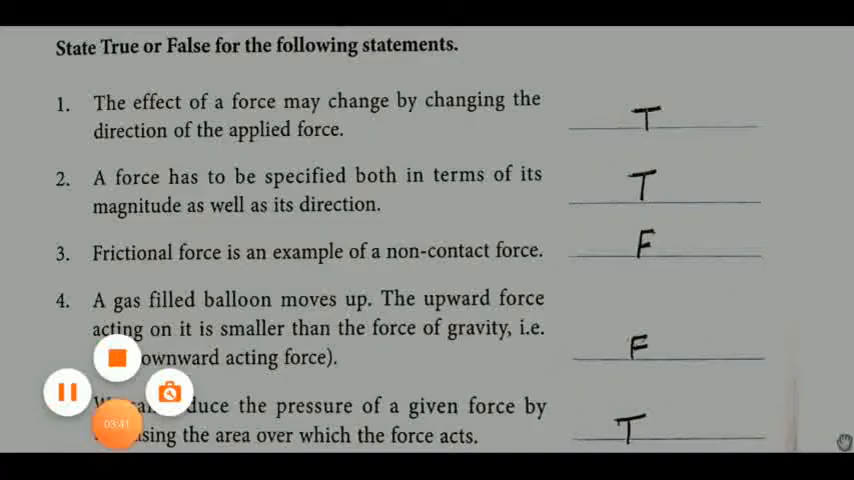 State True or False for the following statements.
1. The effect of a force may change by changing the
direction of the applied force. T
2. A force has to be specified both in terms of its
magnitude as well as its direction. T
3. Frictional force is an example of a non-contact force. F
4. A gas filled balloon moves up. The upward force
acting on it is smaller than the force of gravity, i.e.
ownward acting force). F
duce the pressure of a given force by
sing the area over which the force acts. T
03:41